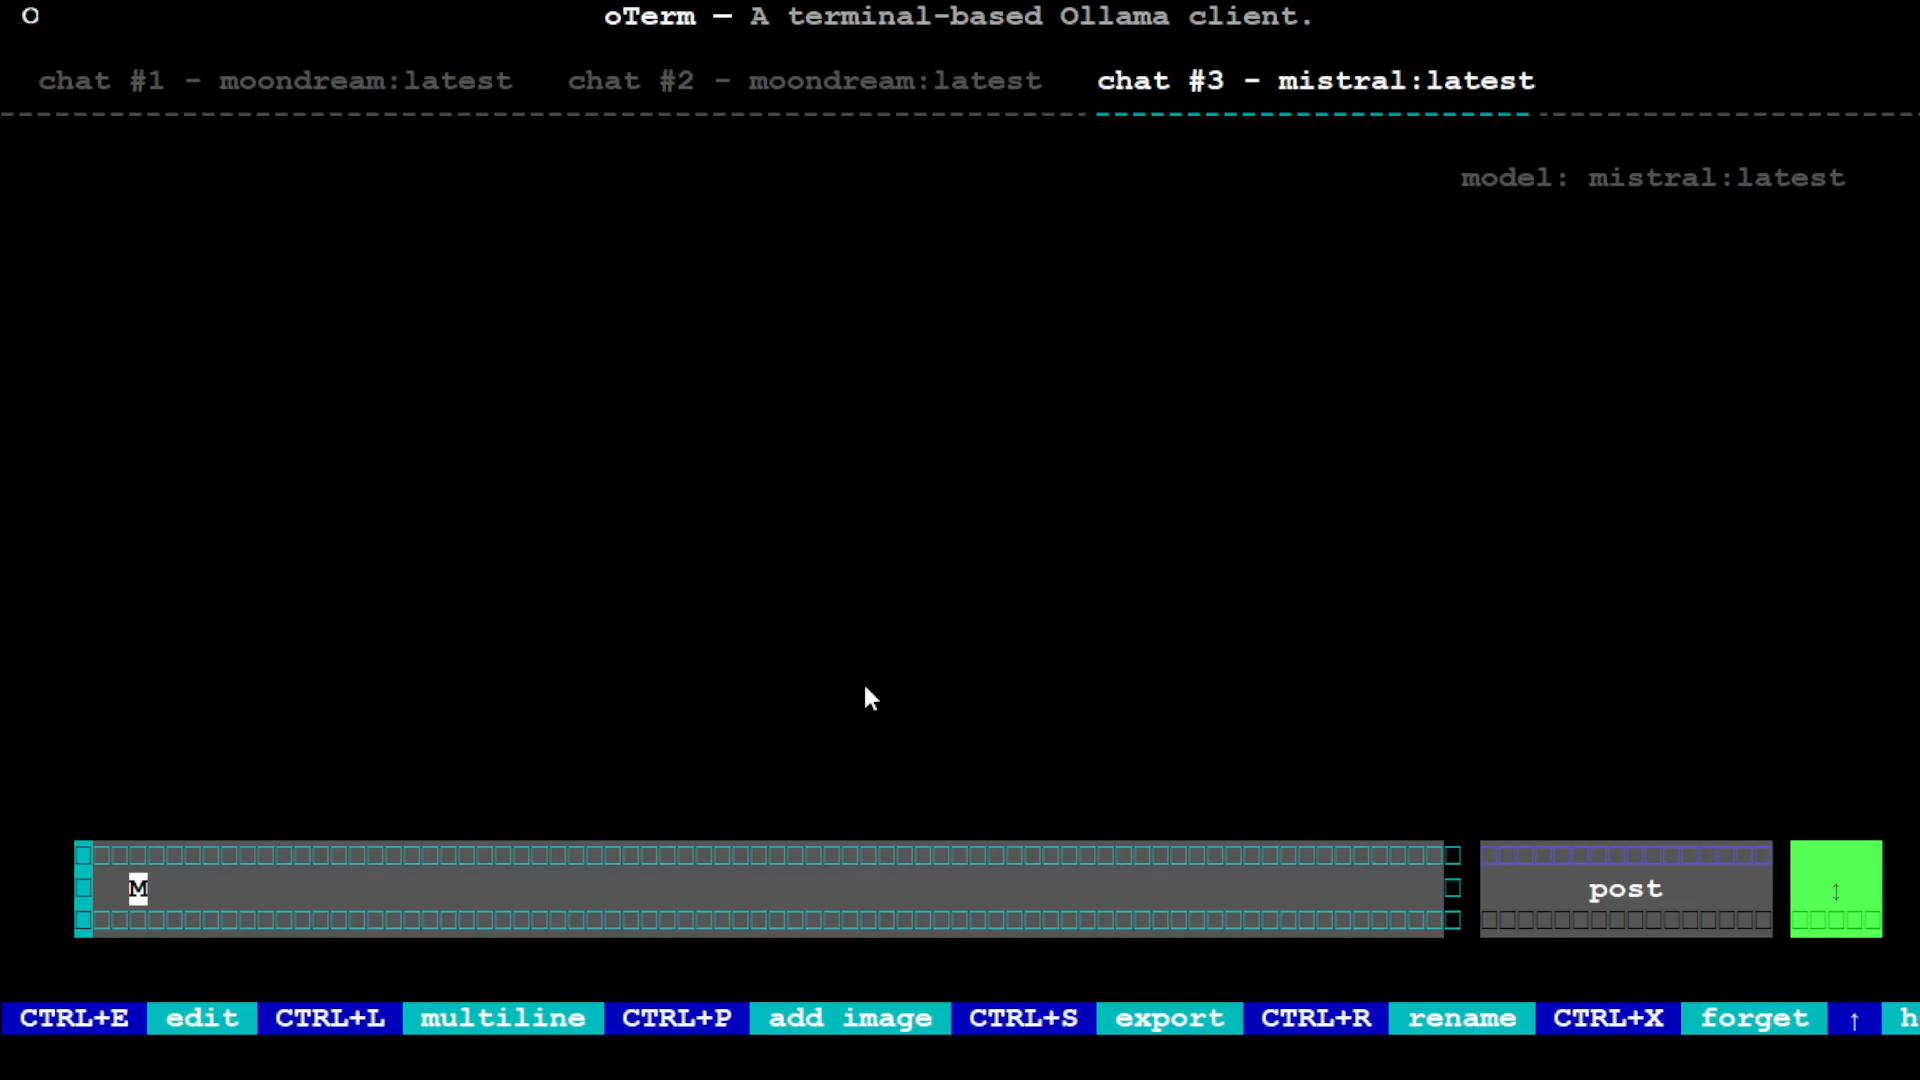 O oTerm — A terminal-based Ollama client.
chat #1 - moondream:latest chat #2 - moondream:latest chat #3 - mistral:latest
model: mistral:latest
M post ↕
CTRL+E edit CTRL+L multiline CTRL+P add image CTRL+S export CTRL+R rename CTRL+X forget ↑ h